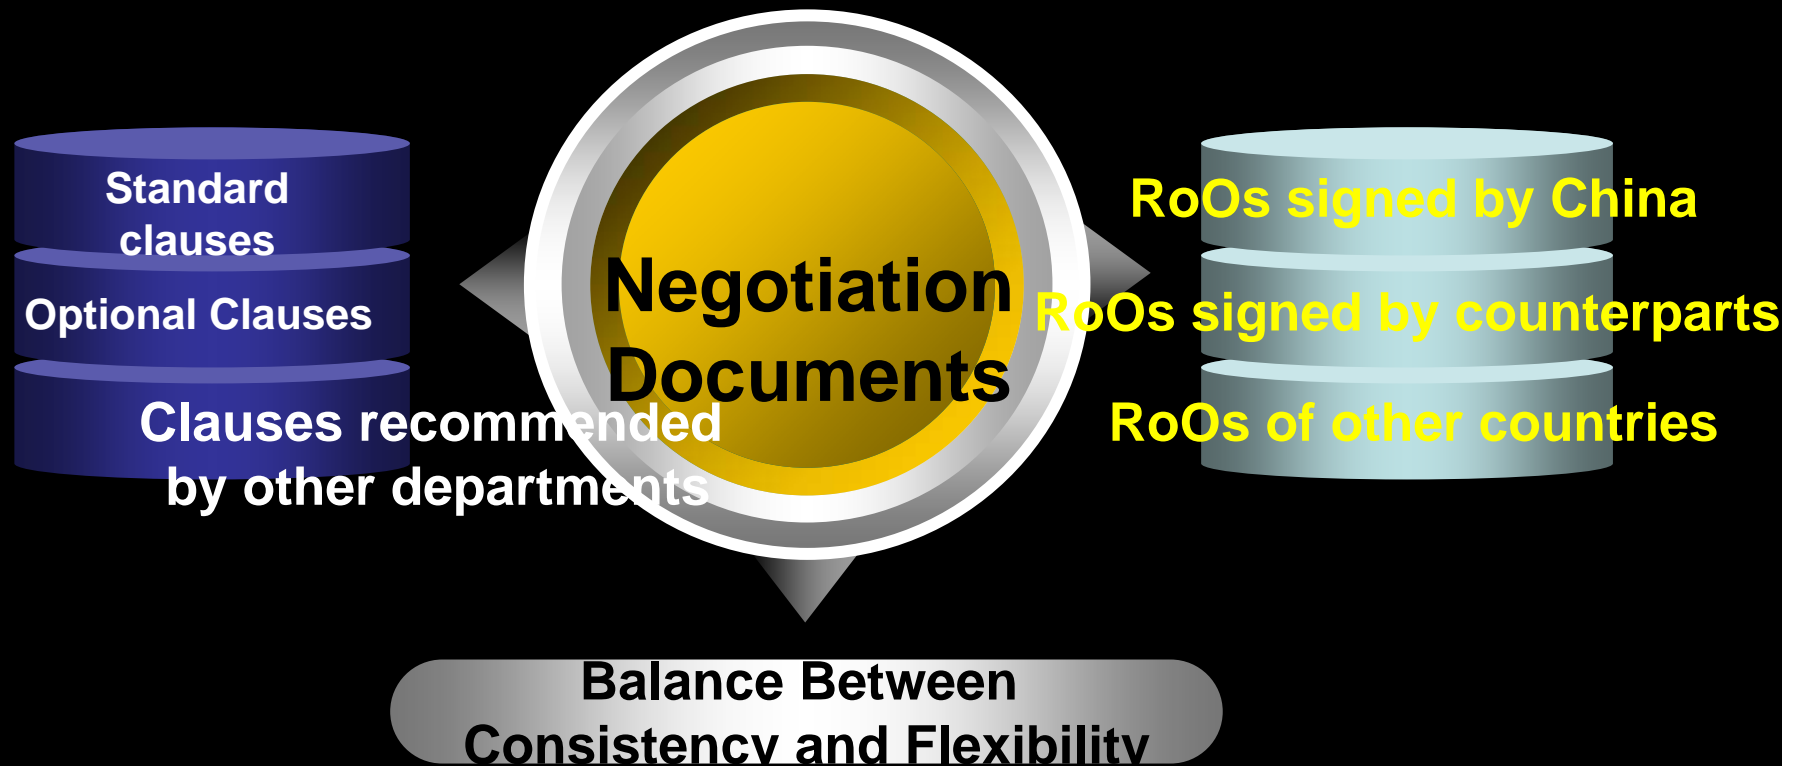 Standard
clauses
Optional Clauses
Clauses recommended
by other departments
Negotiation
Documents
RoOs signed by China
RoOs signed by counterparts
RoOs of other countries
Balance Between
Consistency and Flexibility